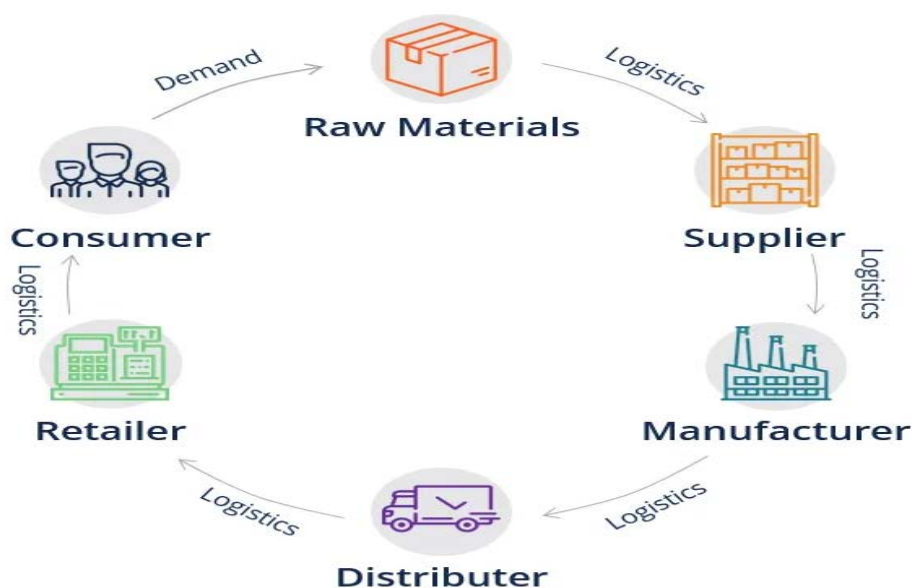 Demand
Raw Materials
Logistics
Supplier
Logistics
Manufacturer
Logistics
Distributer
Logistics
Retailer
Logistics
Consumer